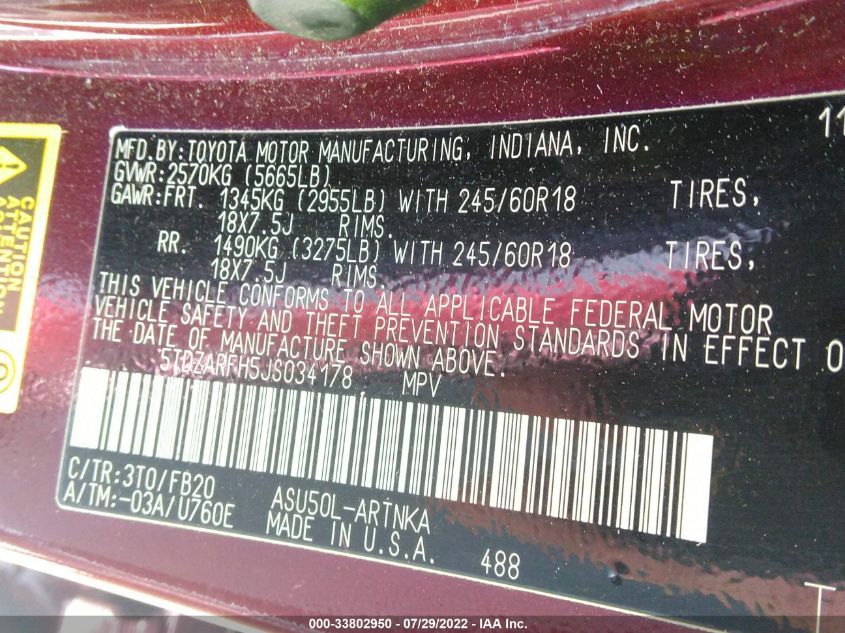 11
MFD.BY:TOYOTA MOTOR MANUFACTURING, INDIANA, INC.
GVWR:2570KG (5665LB)
GAWR:FRT. 1345KG (2955LB) WITH 245/60R18 TIRES,
18X7.5J RIMS.
RR. 1490KG (3275LB) WITH 245/60R18 TIRES,
18X7.5J RIMS.
THIS VEHICLE CONFORMS TO ALL APPLICABLE FEDERAL MOTOR
VEHICLE SAFETY AND THEFT PREVENTION STANDARDS IN EFFECT O
THE DATE OF MANUFACTURE SHOWN ABOVE.
5TDZARFH5JS034178 MPV
C/TR:3T0/FB20 ASU50L-ARTNKA
A/TM:-03A/U760E MADE IN U.S.A. 488
T
CAUTION
ATTENTION
000-33802950 - 07/29/2022 - IAA Inc.